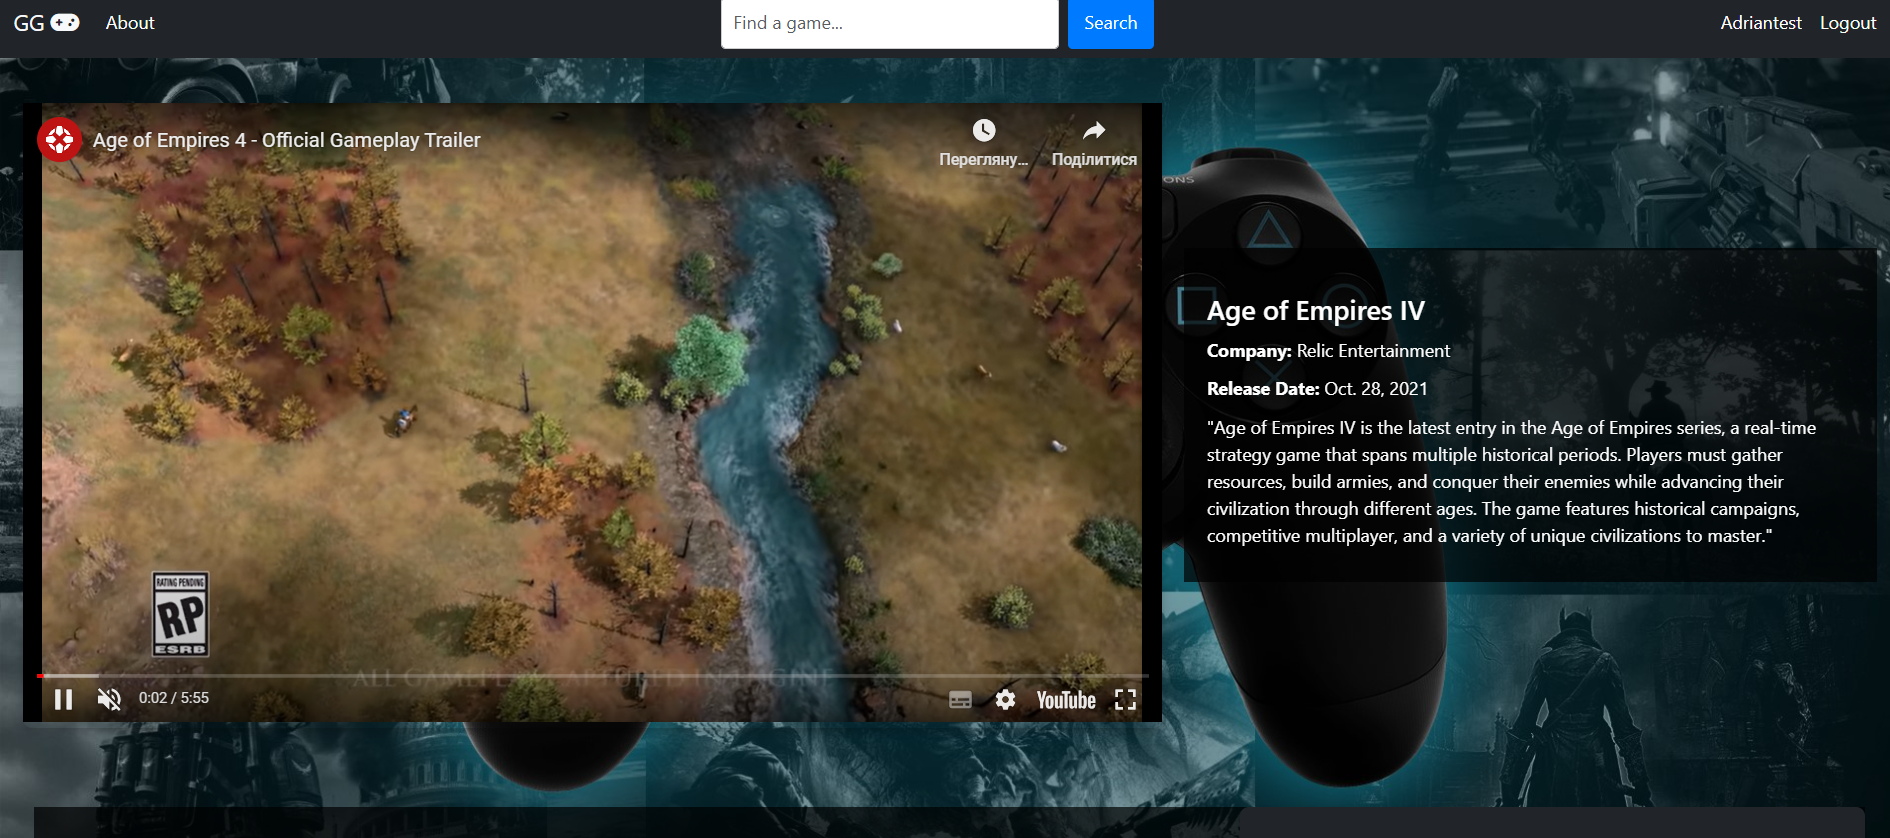 GG
About
Find a game...
Search
Adriantest
Logout
Age of Empires 4 - Official Gameplay Trailer
Перегляну...
Поділитися
ONS
Age of Empires IV
Company: Relic Entertainment
Release Date: Oct. 28, 2021
"Age of Empires IV is the latest entry in the Age of Empires series, a real-time
strategy game that spans multiple historical periods. Players must gather
resources, build armies, and conquer their enemies while advancing their
civilization through different ages. The game features historical campaigns,
competitive multiplayer, and a variety of unique civilizations to master."
RATING PENDING
RP
ESRB
ALL GAMEPLAY CAPTURED IN-ENGINE
0:02 / 5:55
YouTube